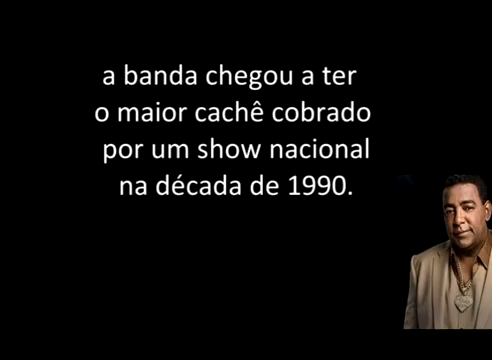 a banda chegou a ter
o maior cachê cobrado
por um show nacional
na década de 1990.